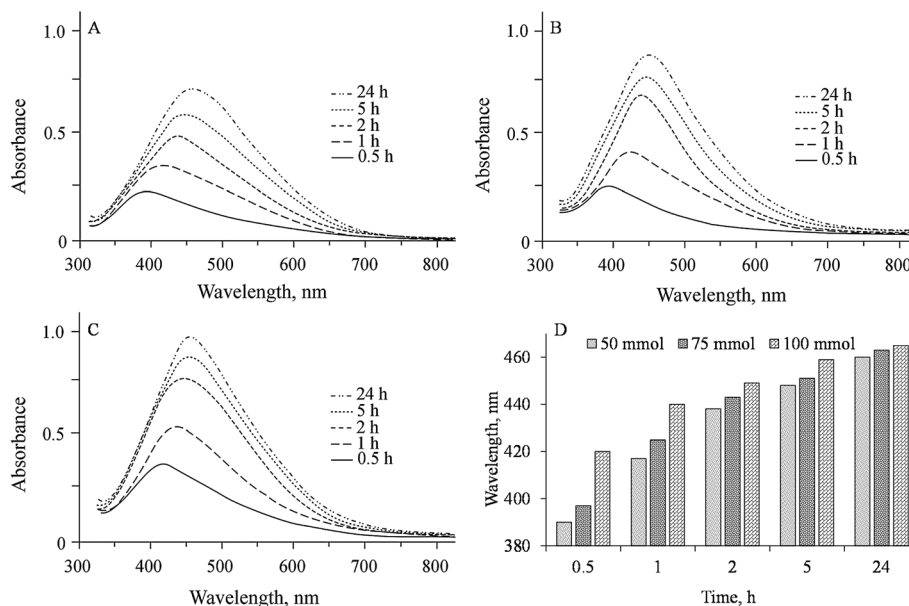 A
1.0
0.5
0
Absorbance
24 h
5 h
2 h
1 h
0.5 h
300 400 500 600 700 800
Wavelength, nm
B
1.0
0.5
0
Absorbance
24 h
5 h
2 h
1 h
0.5 h
300 400 500 600 700 800
Wavelength, nm
C
1.0
0.5
0
Absorbance
24 h
5 h
2 h
1 h
0.5 h
300 400 500 600 700 800
Wavelength, nm
D
50 mmol 75 mmol 100 mmol
460
440
420
400
380
Wavelength, nm
0.5 1 2 5 24
Time, h